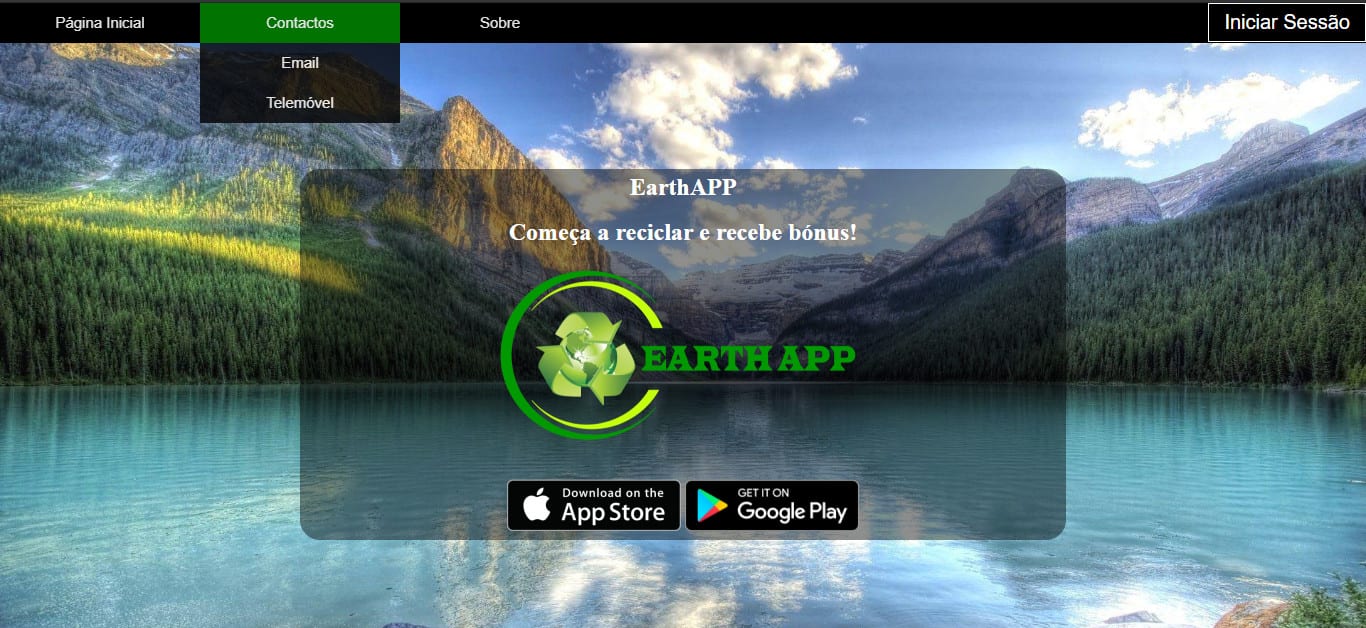 Página Inicial
Contactos
Sobre
Iniciar Sessão
Email
Telemóvel
EarthAPP
Começa a reciclar e recebe bónus!
EARTH APP
Download on the
App Store
GET IT ON
Google Play